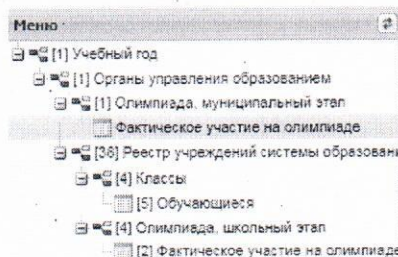 Меню
[1] Учебный год
[1] Органы управления образованием
[1] Олимпиада, муниципальный этап
Фактическое участие на олимпиаде
[36] Реестр учреждений системы образован
[4] Классы
[5] Обучающиеся
[4] Олимпиада, школьный этап
[2] Фактическое участие на олимпиаде